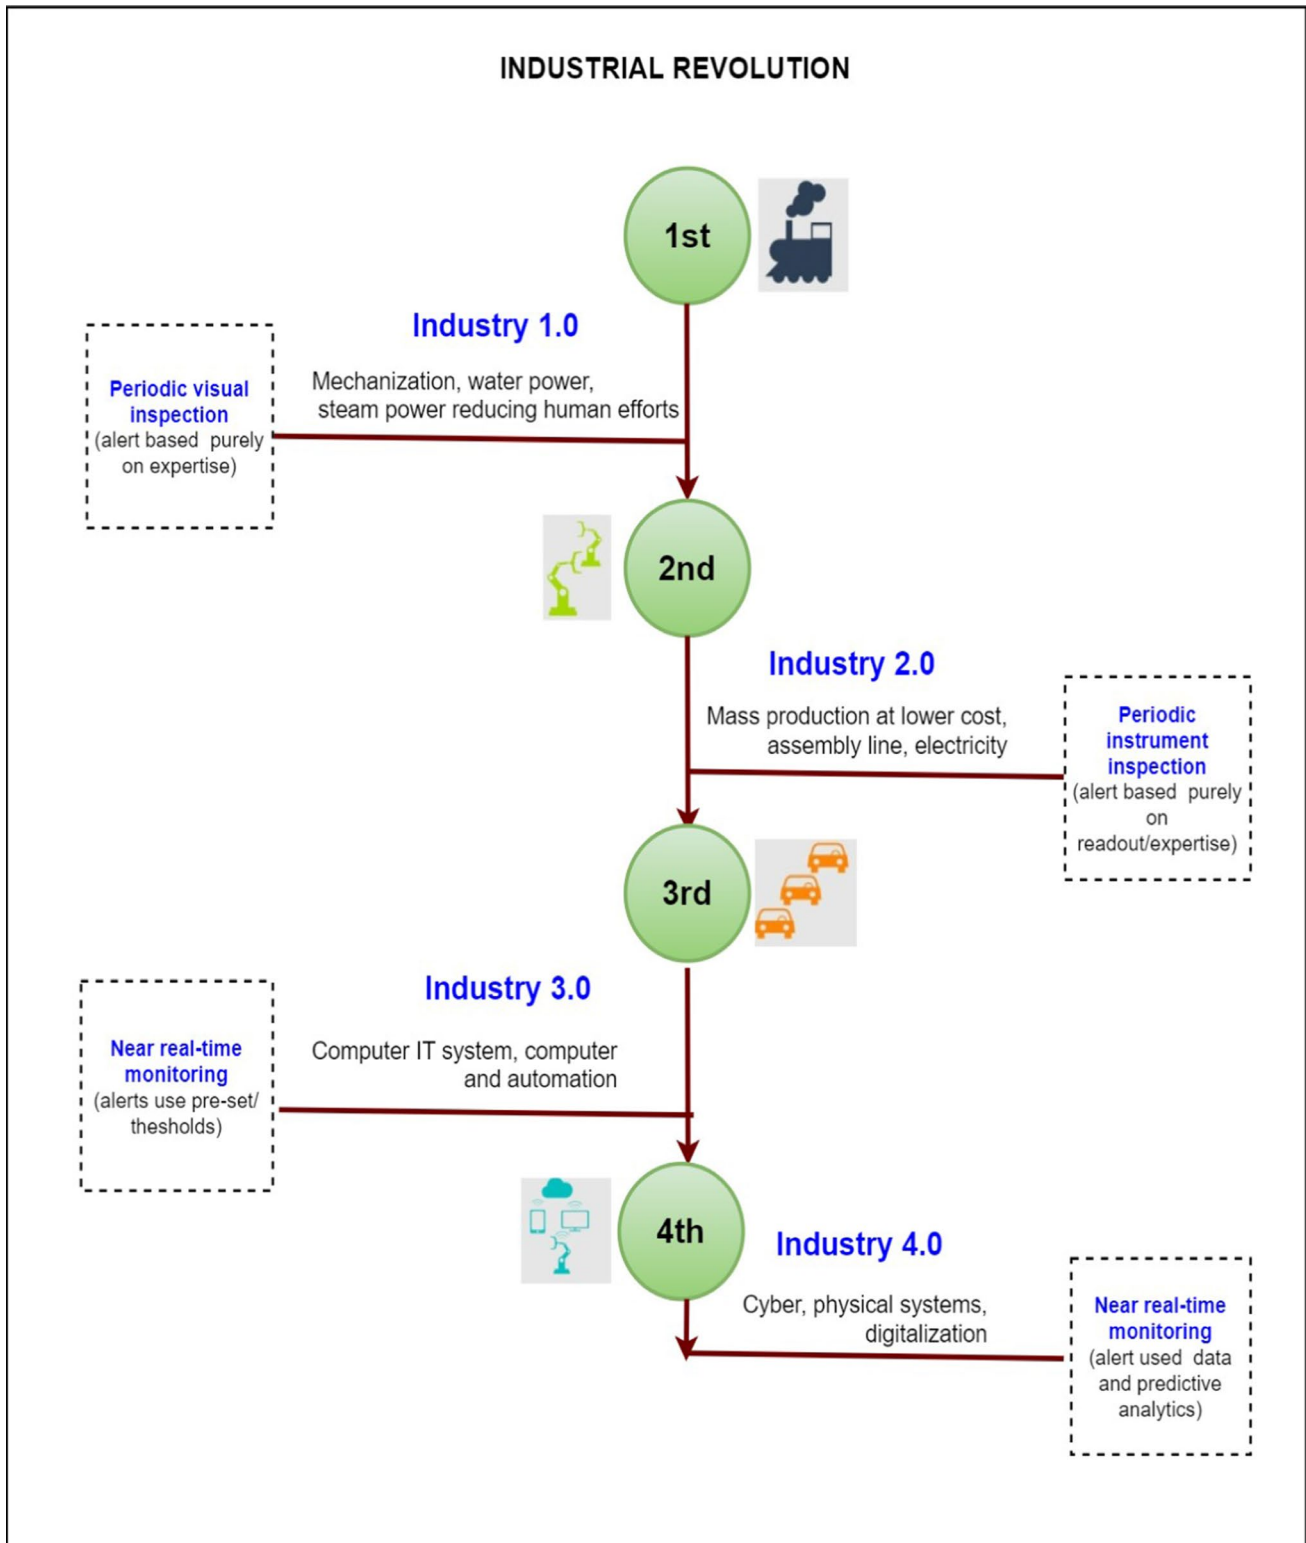 INDUSTRIAL REVOLUTION
1st
Industry 1.0
Periodic visual
inspection
(alert based purely
on expertise)
Mechanization, water power,
steam power reducing human efforts
2nd
Industry 2.0
Mass production at lower cost,
assembly line, electricity
Periodic
instrument
inspection
(alert based purely
on
readout/expertise)
3rd
Industry 3.0
Near real-time
monitoring
(alerts use pre-set/
thesholds)
Computer IT system, computer
and automation
4th
Industry 4.0
Cyber, physical systems,
digitalization
Near real-time
monitoring
(alert used data
and predictive
analytics)